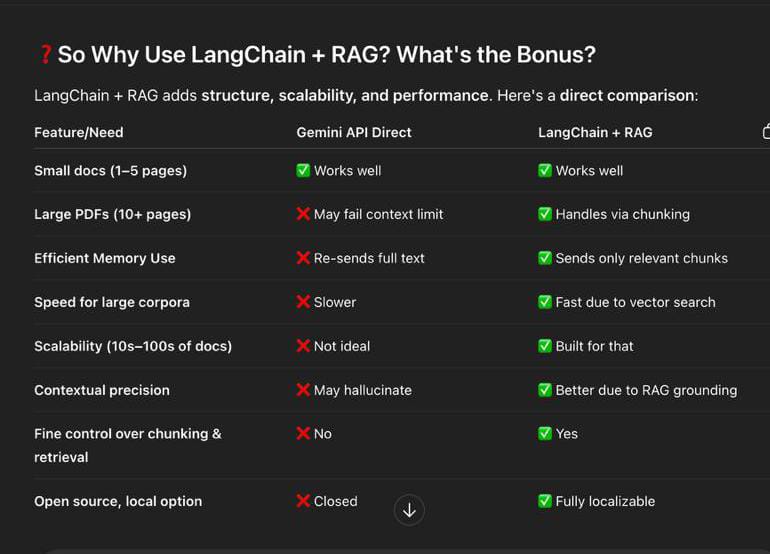 ❓So Why Use LangChain + RAG? What's the Bonus?
LangChain + RAG adds structure, scalability, and performance. Here's a direct comparison:
Feature/Need Gemini API Direct LangChain + RAG
Small docs (1–5 pages) ✅ Works well ✅ Works well
Large PDFs (10+ pages) ❌ May fail context limit ✅ Handles via chunking
Efficient Memory Use ❌ Re-sends full text ✅ Sends only relevant chunks
Speed for large corpora ❌ Slower ✅ Fast due to vector search
Scalability (10s–100s of docs) ❌ Not ideal ✅ Built for that
Contextual precision ❌ May hallucinate ✅ Better due to RAG grounding
Fine control over chunking & ❌ No ✅ Yes
retrieval
Open source, local option ❌ Closed ✅ Fully localizable